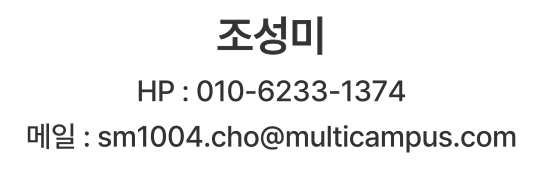 조성미
HP : 010-6233-1374
메일 : sm1004.cho@multicampus.com